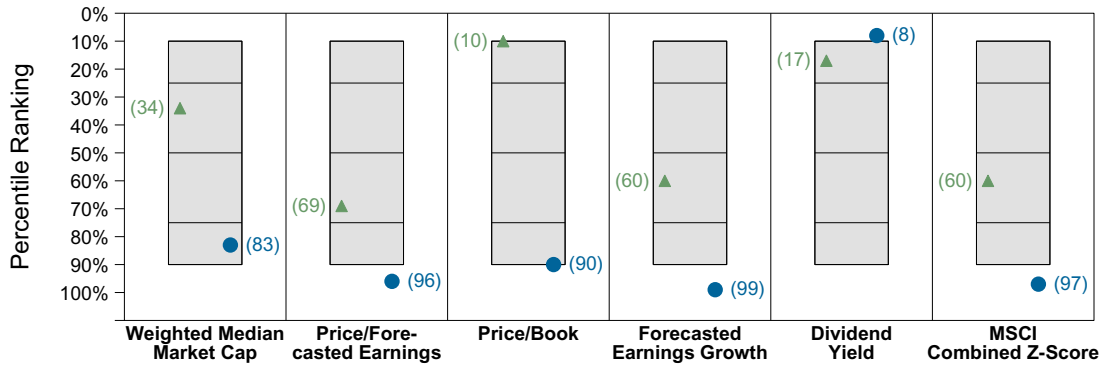 Percentile Ranking
0%
10%
20%
30%
40%
50%
60%
70%
80%
90%
100%
(34)
(83)
(69)
(96)
(10)
(90)
(60)
(99)
(17)
(8)
(60)
(97)
Weighted Median
Market Cap
Price/Fore-
casted Earnings
Price/Book
Forecasted
Earnings Growth
Dividend
Yield
MSCI
Combined Z-Score